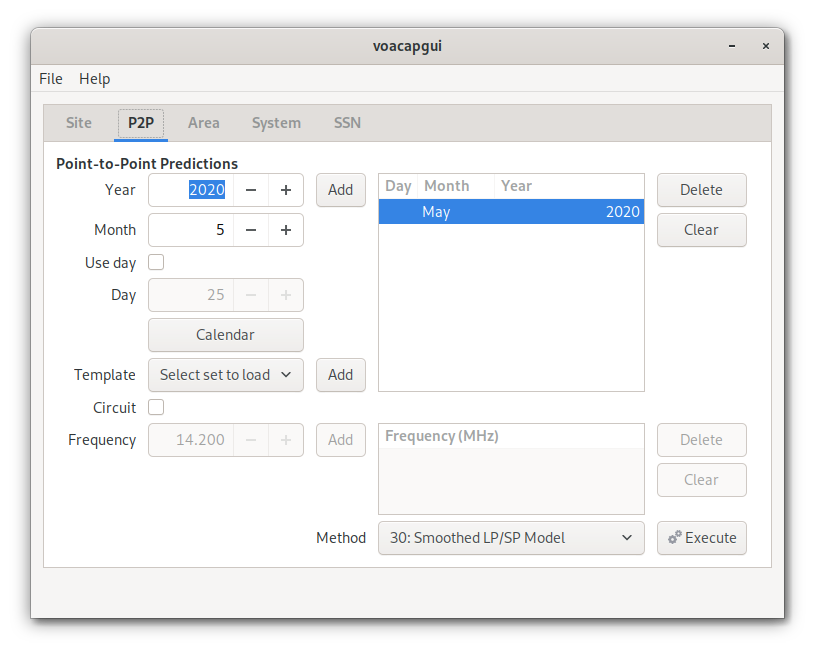 voacapgui
File Help
Site P2P Area System SSN
Point-to-Point Predictions
Year 2020 Add Day Month Year Delete
May 2020
Month 5 Clear
Use day
Day 25
Calendar
Template Select set to load Add
Circuit
Frequency 14.200 Add Frequency (MHz) Delete
Clear
Method 30: Smoothed LP/SP Model Execute